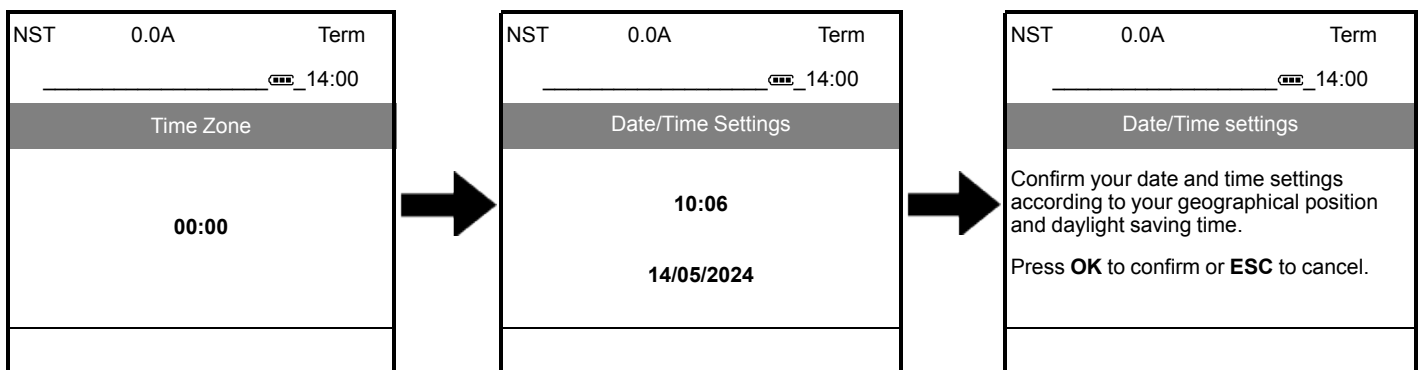 NST 0.0A Term
14:00
Time Zone
00:00
NST 0.0A Term
14:00
Date/Time Settings
10:06
14/05/2024
NST 0.0A Term
14:00
Date/Time settings
Confirm your date and time settings
according to your geographical position
and daylight saving time.
Press OK to confirm or ESC to cancel.